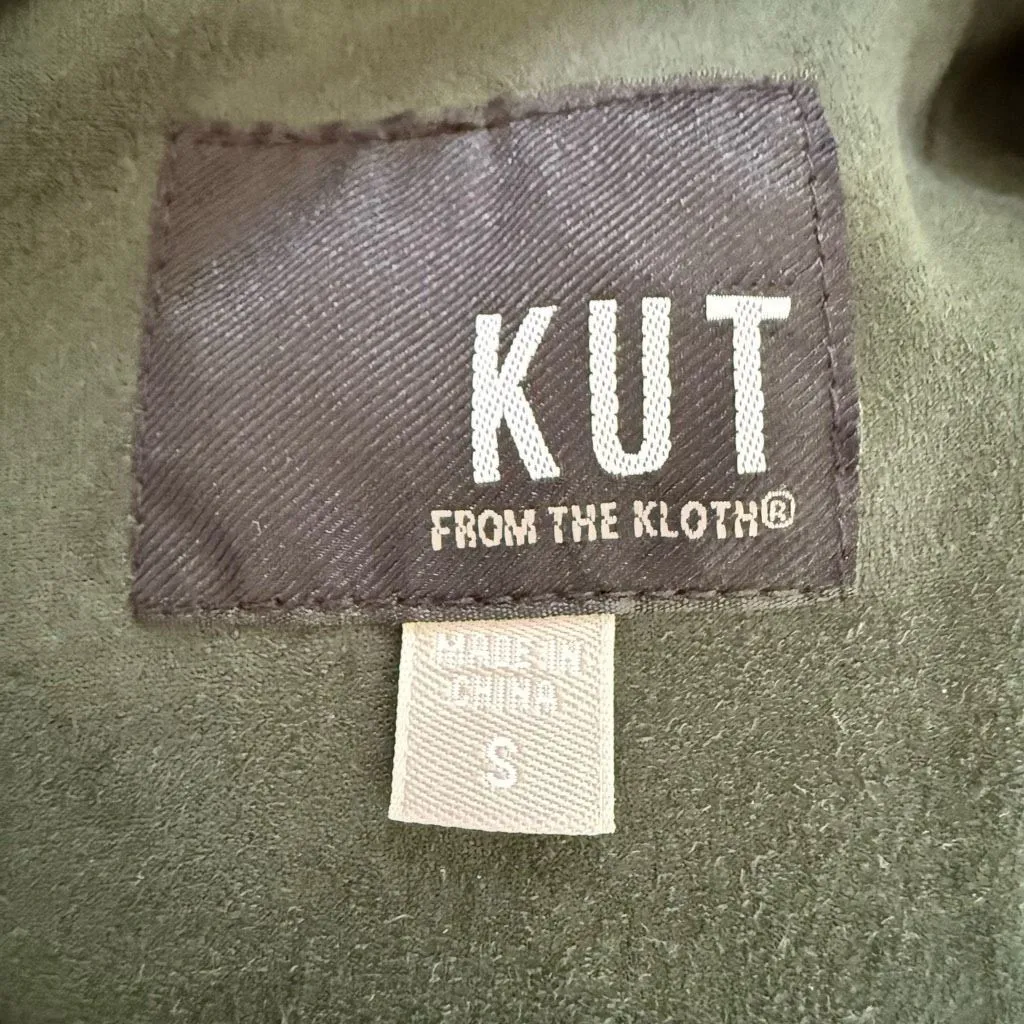 KUT
FROM THE KLOTH®
MADE IN
CHINA
S